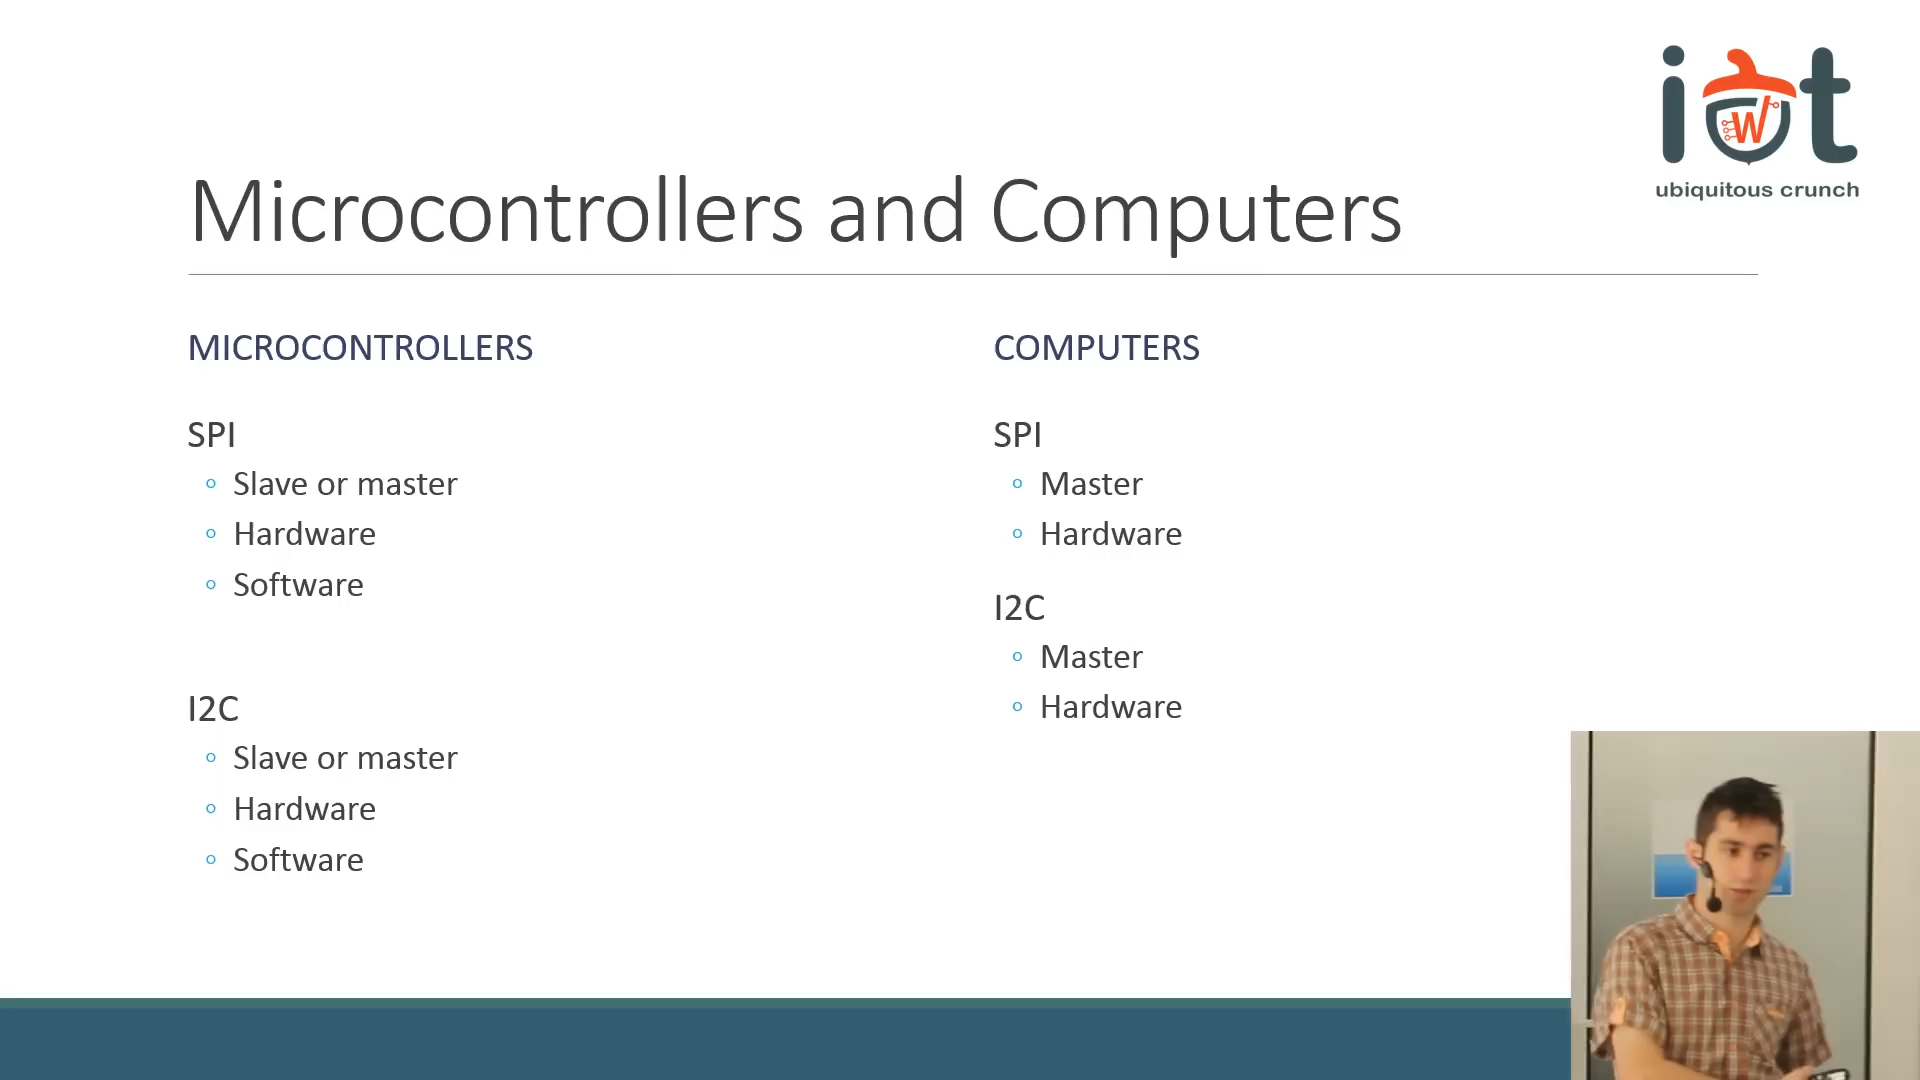 iot
W
ubiquitous crunch
Microcontrollers and Computers
MICROCONTROLLERS
SPI
Slave or master
Hardware
Software
I2C
Slave or master
Hardware
Software
COMPUTERS
SPI
Master
Hardware
I2C
Master
Hardware